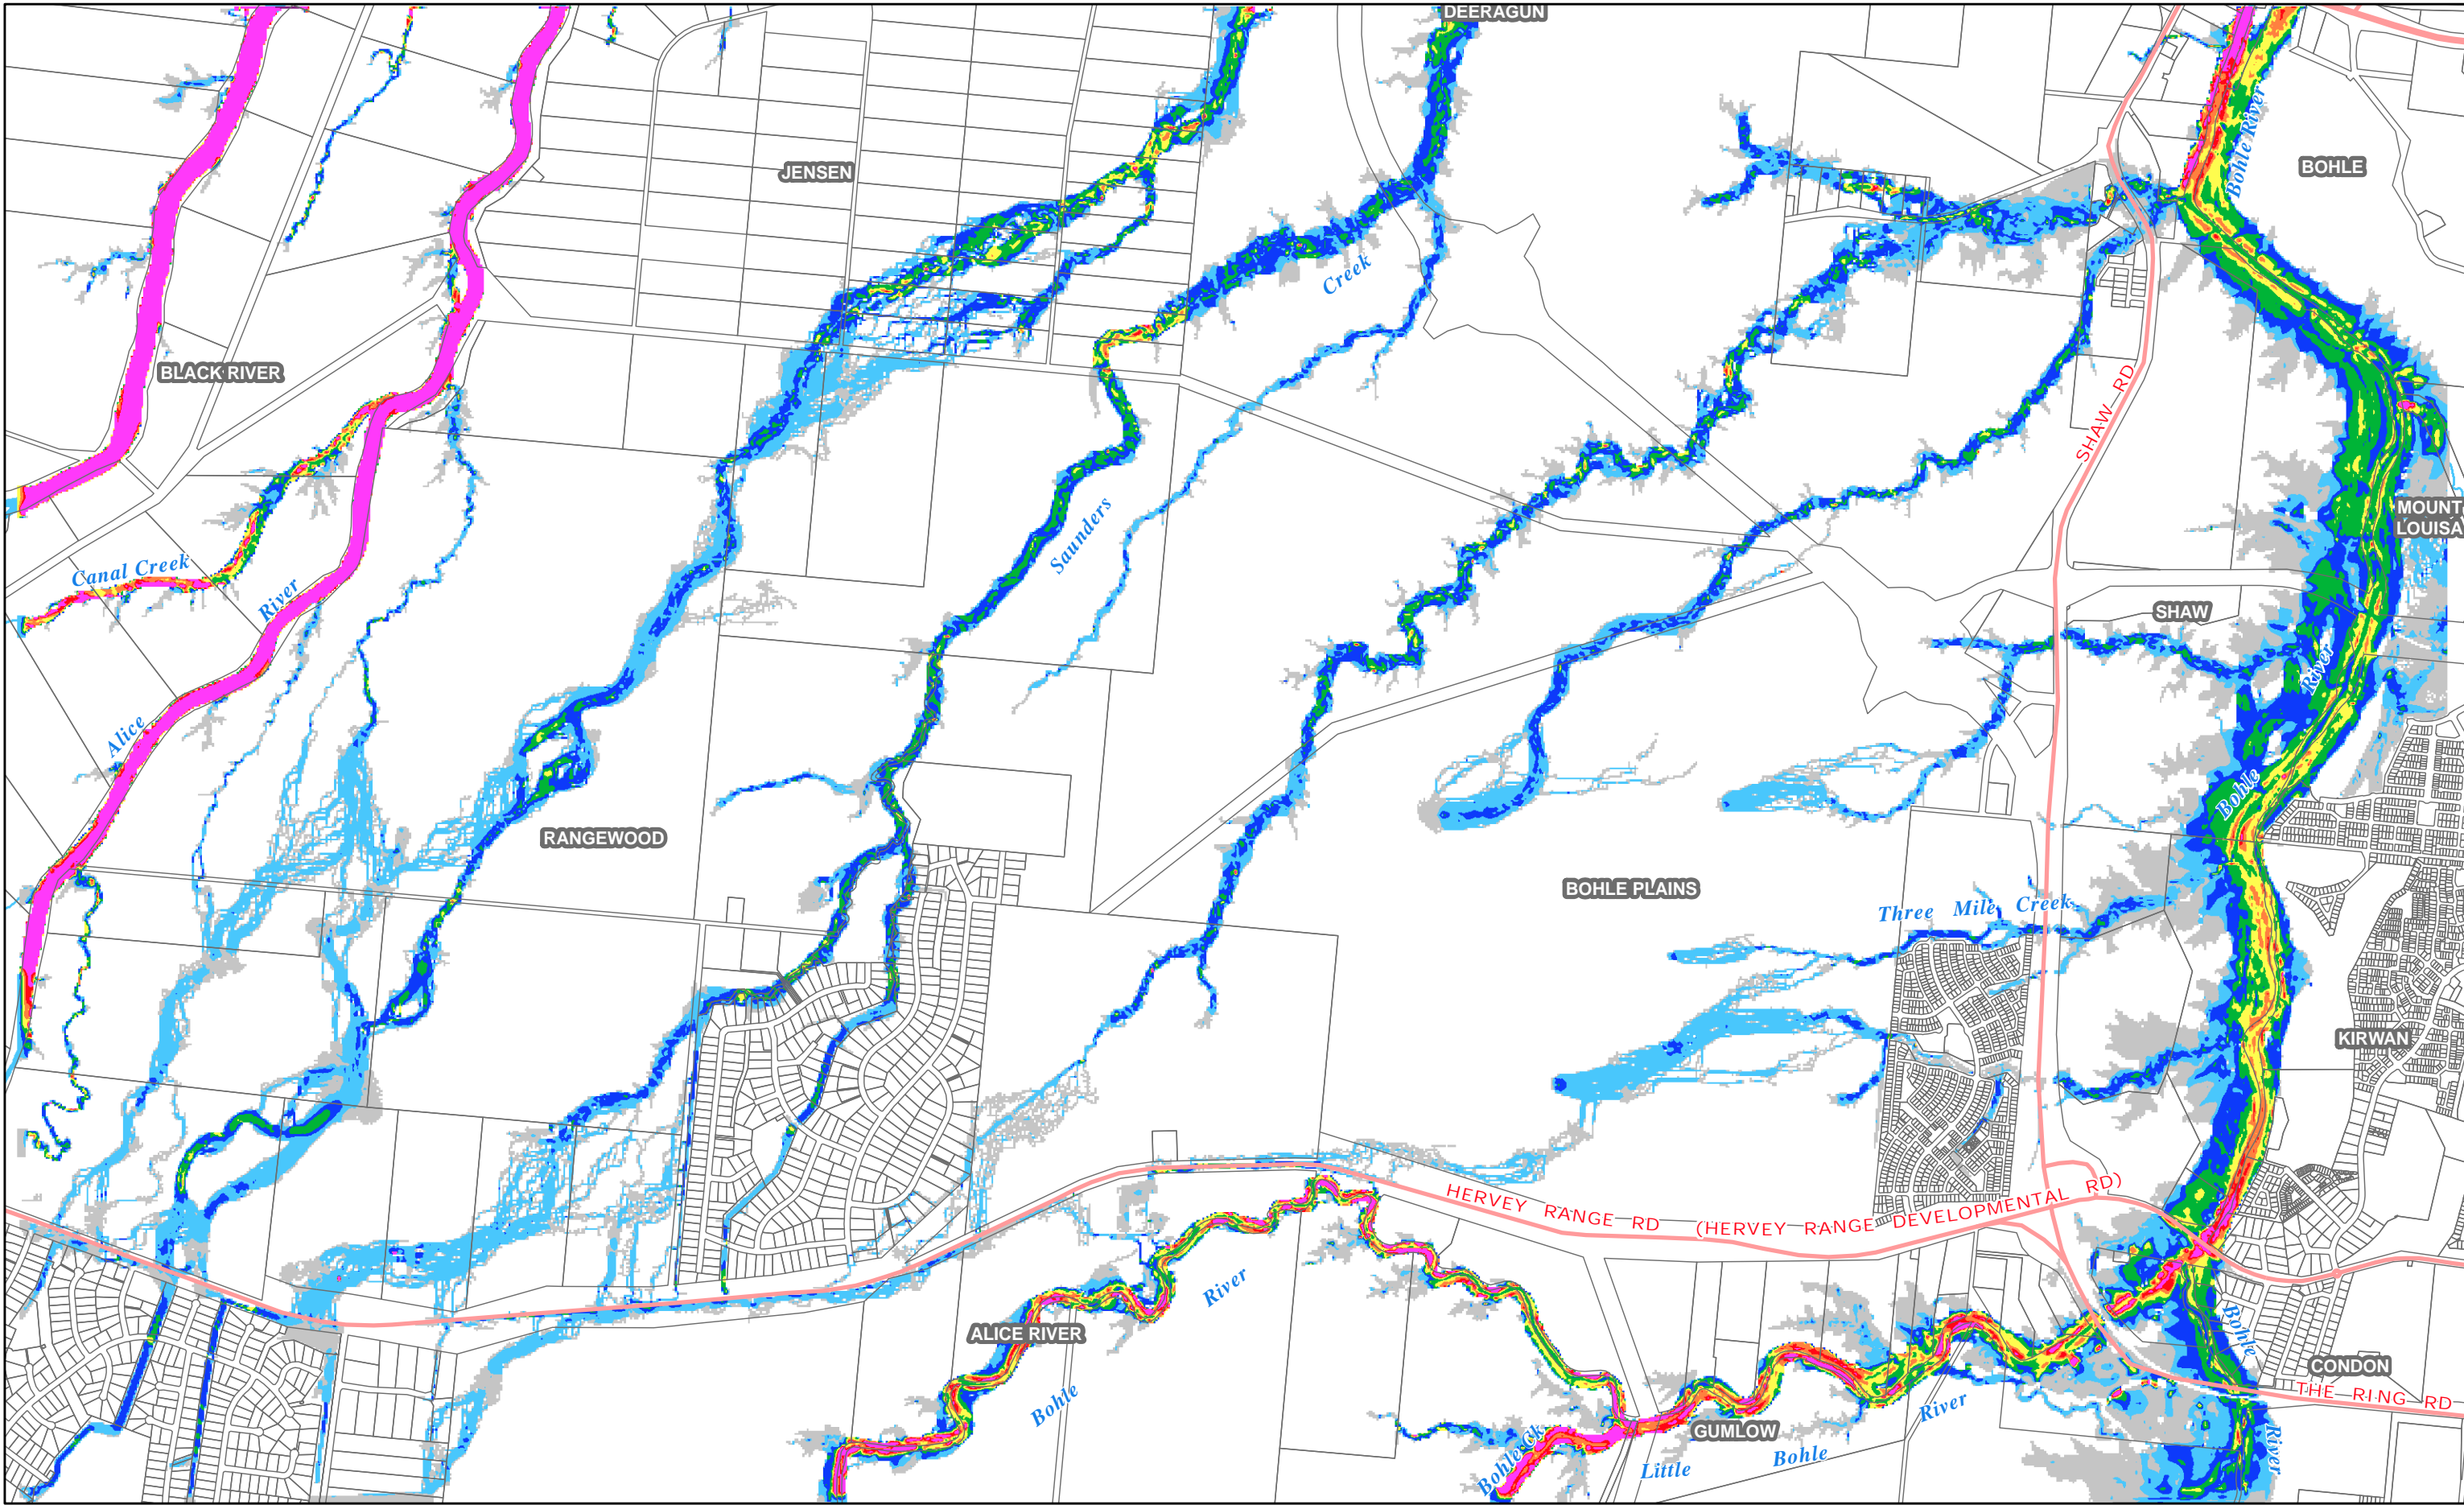 DEERAGUN
Bohle River
BOHLE
JENSEN
Creek
BLACK RIVER
SHAW RD
MOUNT
LOUISA
Saunders
Canal Creek
River
SHAW
River
Alice
Bohle
RANGEWOOD
BOHLE PLAINS
Three Mile Creek
KIRWAN
HERVEY RANGE RD (HERVEY RANGE DEVELOPMENTAL RD)
River
ALICE RIVER
Bohle
CONDON
THE RING RD
Bohle
River
GUMLOW
Bohle Ck
Little
Bohle
River